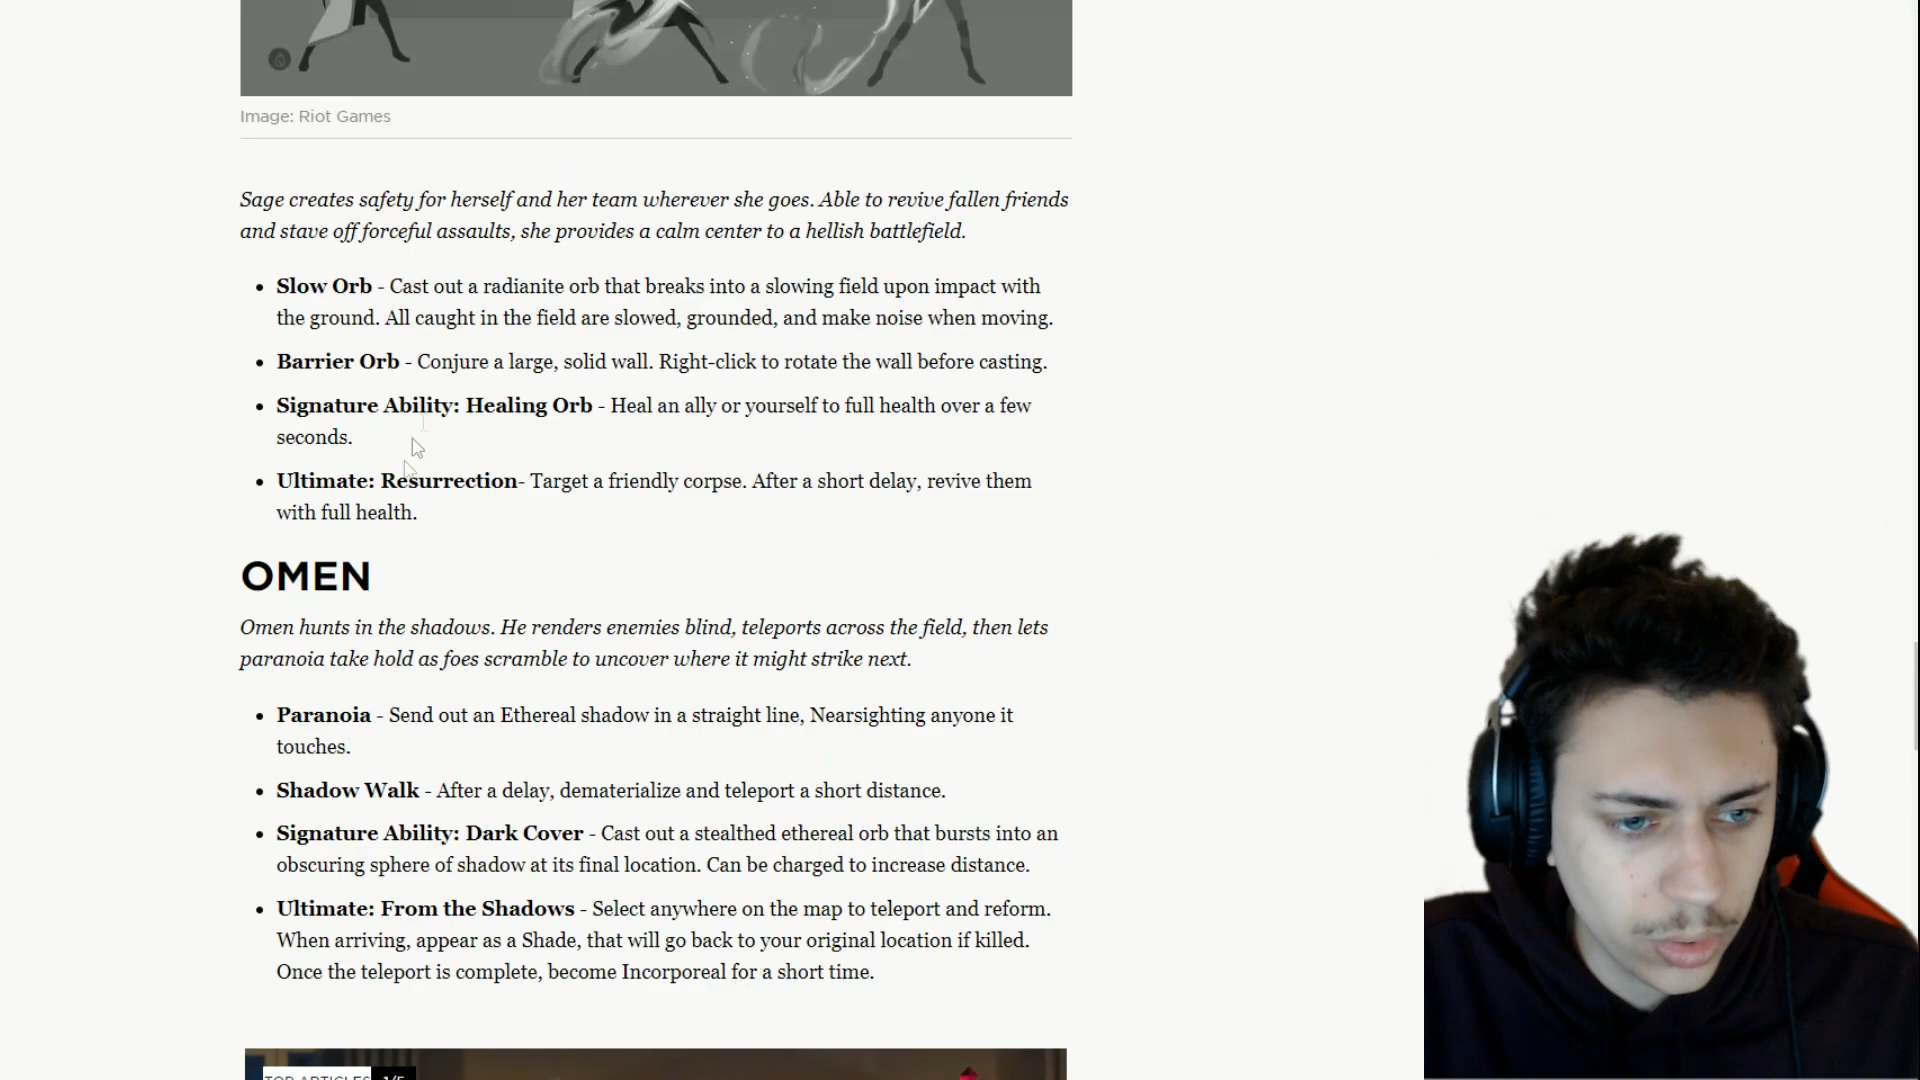 Image: Riot Games
Sage creates safety for herself and her team wherever she goes. Able to revive fallen friends
and stave off forceful assaults, she provides a calm center to a hellish battlefield.
• Slow Orb - Cast out a radianite orb that breaks into a slowing field upon impact with
the ground. All caught in the field are slowed, grounded, and make noise when moving.
• Barrier Orb - Conjure a large, solid wall. Right-click to rotate the wall before casting.
• Signature Ability: Healing Orb - Heal an ally or yourself to full health over a few
seconds.
• Ultimate: Resurrection- Target a friendly corpse. After a short delay, revive them
with full health.
OMEN
Omen hunts in the shadows. He renders enemies blind, teleports across the field, then lets
paranoia take hold as foes scramble to uncover where it might strike next.
• Paranoia - Send out an Ethereal shadow in a straight line, Nearsighting anyone it
touches.
• Shadow Walk - After a delay, dematerialize and teleport a short distance.
• Signature Ability: Dark Cover - Cast out a stealthed ethereal orb that bursts into an
obscuring sphere of shadow at its final location. Can be charged to increase distance.
• Ultimate: From the Shadows - Select anywhere on the map to teleport and reform.
When arriving, appear as a Shade, that will go back to your original location if killed.
Once the teleport is complete, become Incorporeal for a short time.
TOP ARTICLES 1/5